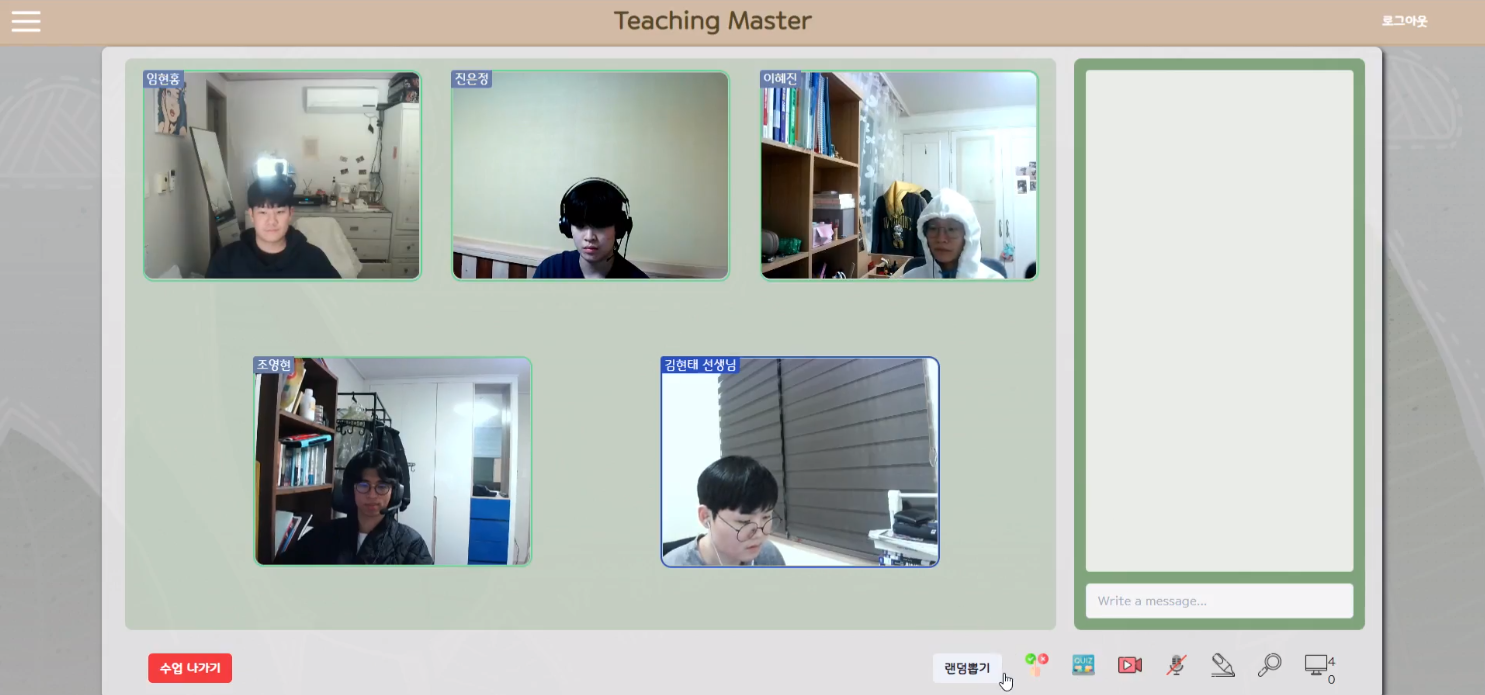 Teaching Master
로그아웃
임현홍
진은정
이혜진
조영현
김현태 선생님
Write a message...
수업 나가기
랜덤뽑기
QUIZ
4
0